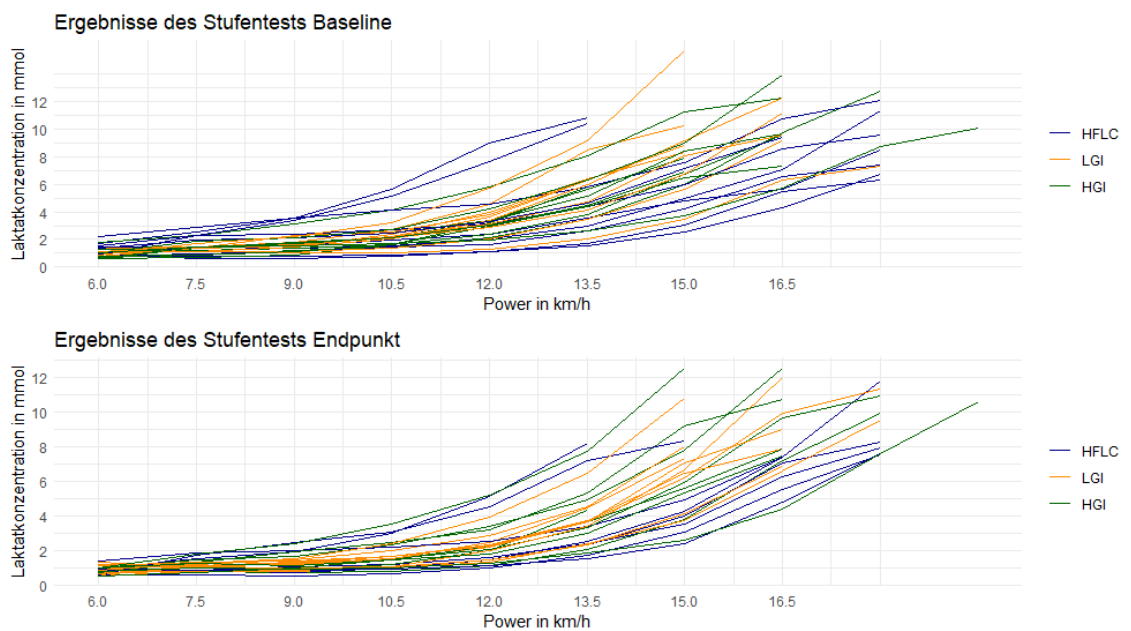 Ergebnisse des Stufentests Baseline
Laktatkonzentration in mmol
12
10
8
6
4
2
0
6.0 7.5 9.0 10.5 12.0 13.5 15.0 16.5
Power in km/h
HFLC
LGI
HGI
Ergebnisse des Stufentests Endpunkt
Laktatkonzentration in mmol
12
10
8
6
4
2
0
6.0 7.5 9.0 10.5 12.0 13.5 15.0 16.5
Power in km/h
HFLC
LGI
HGI